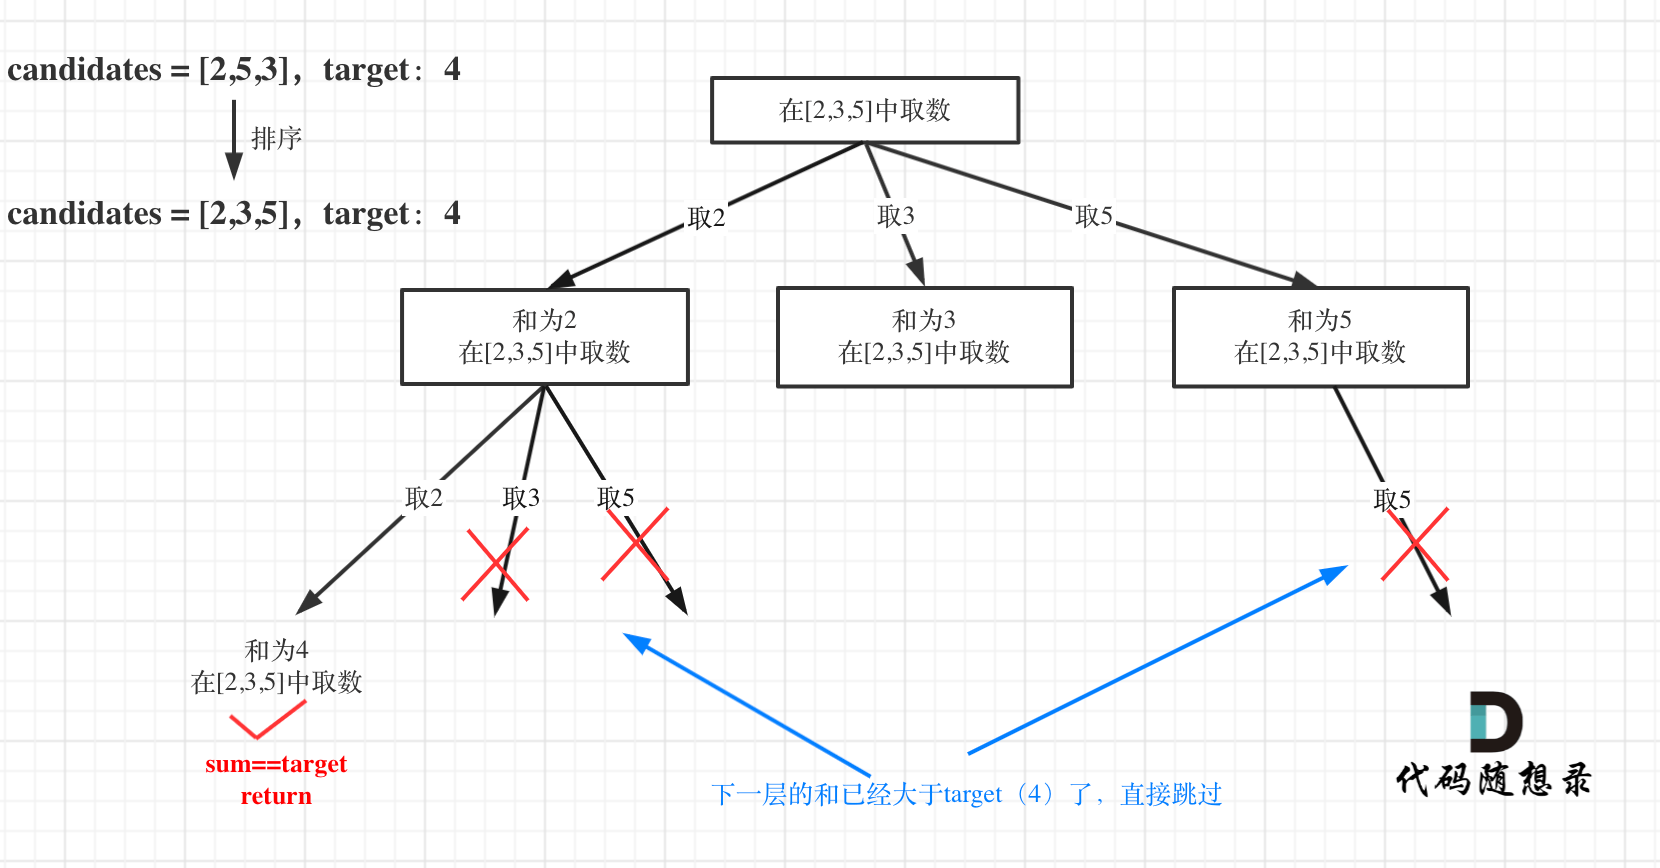 candidates = [2,5,3]，target：4
排序
candidates = [2,3,5]，target：4
在[2,3,5]中取数
取2
取3
取5
和为2
在[2,3,5]中取数
和为3
在[2,3,5]中取数
和为5
在[2,3,5]中取数
取2
取3
取5
取5
和为4
在[2,3,5]中取数
sum==target
return
下一层的和已经大于target（4）了，直接跳过
代码随想录